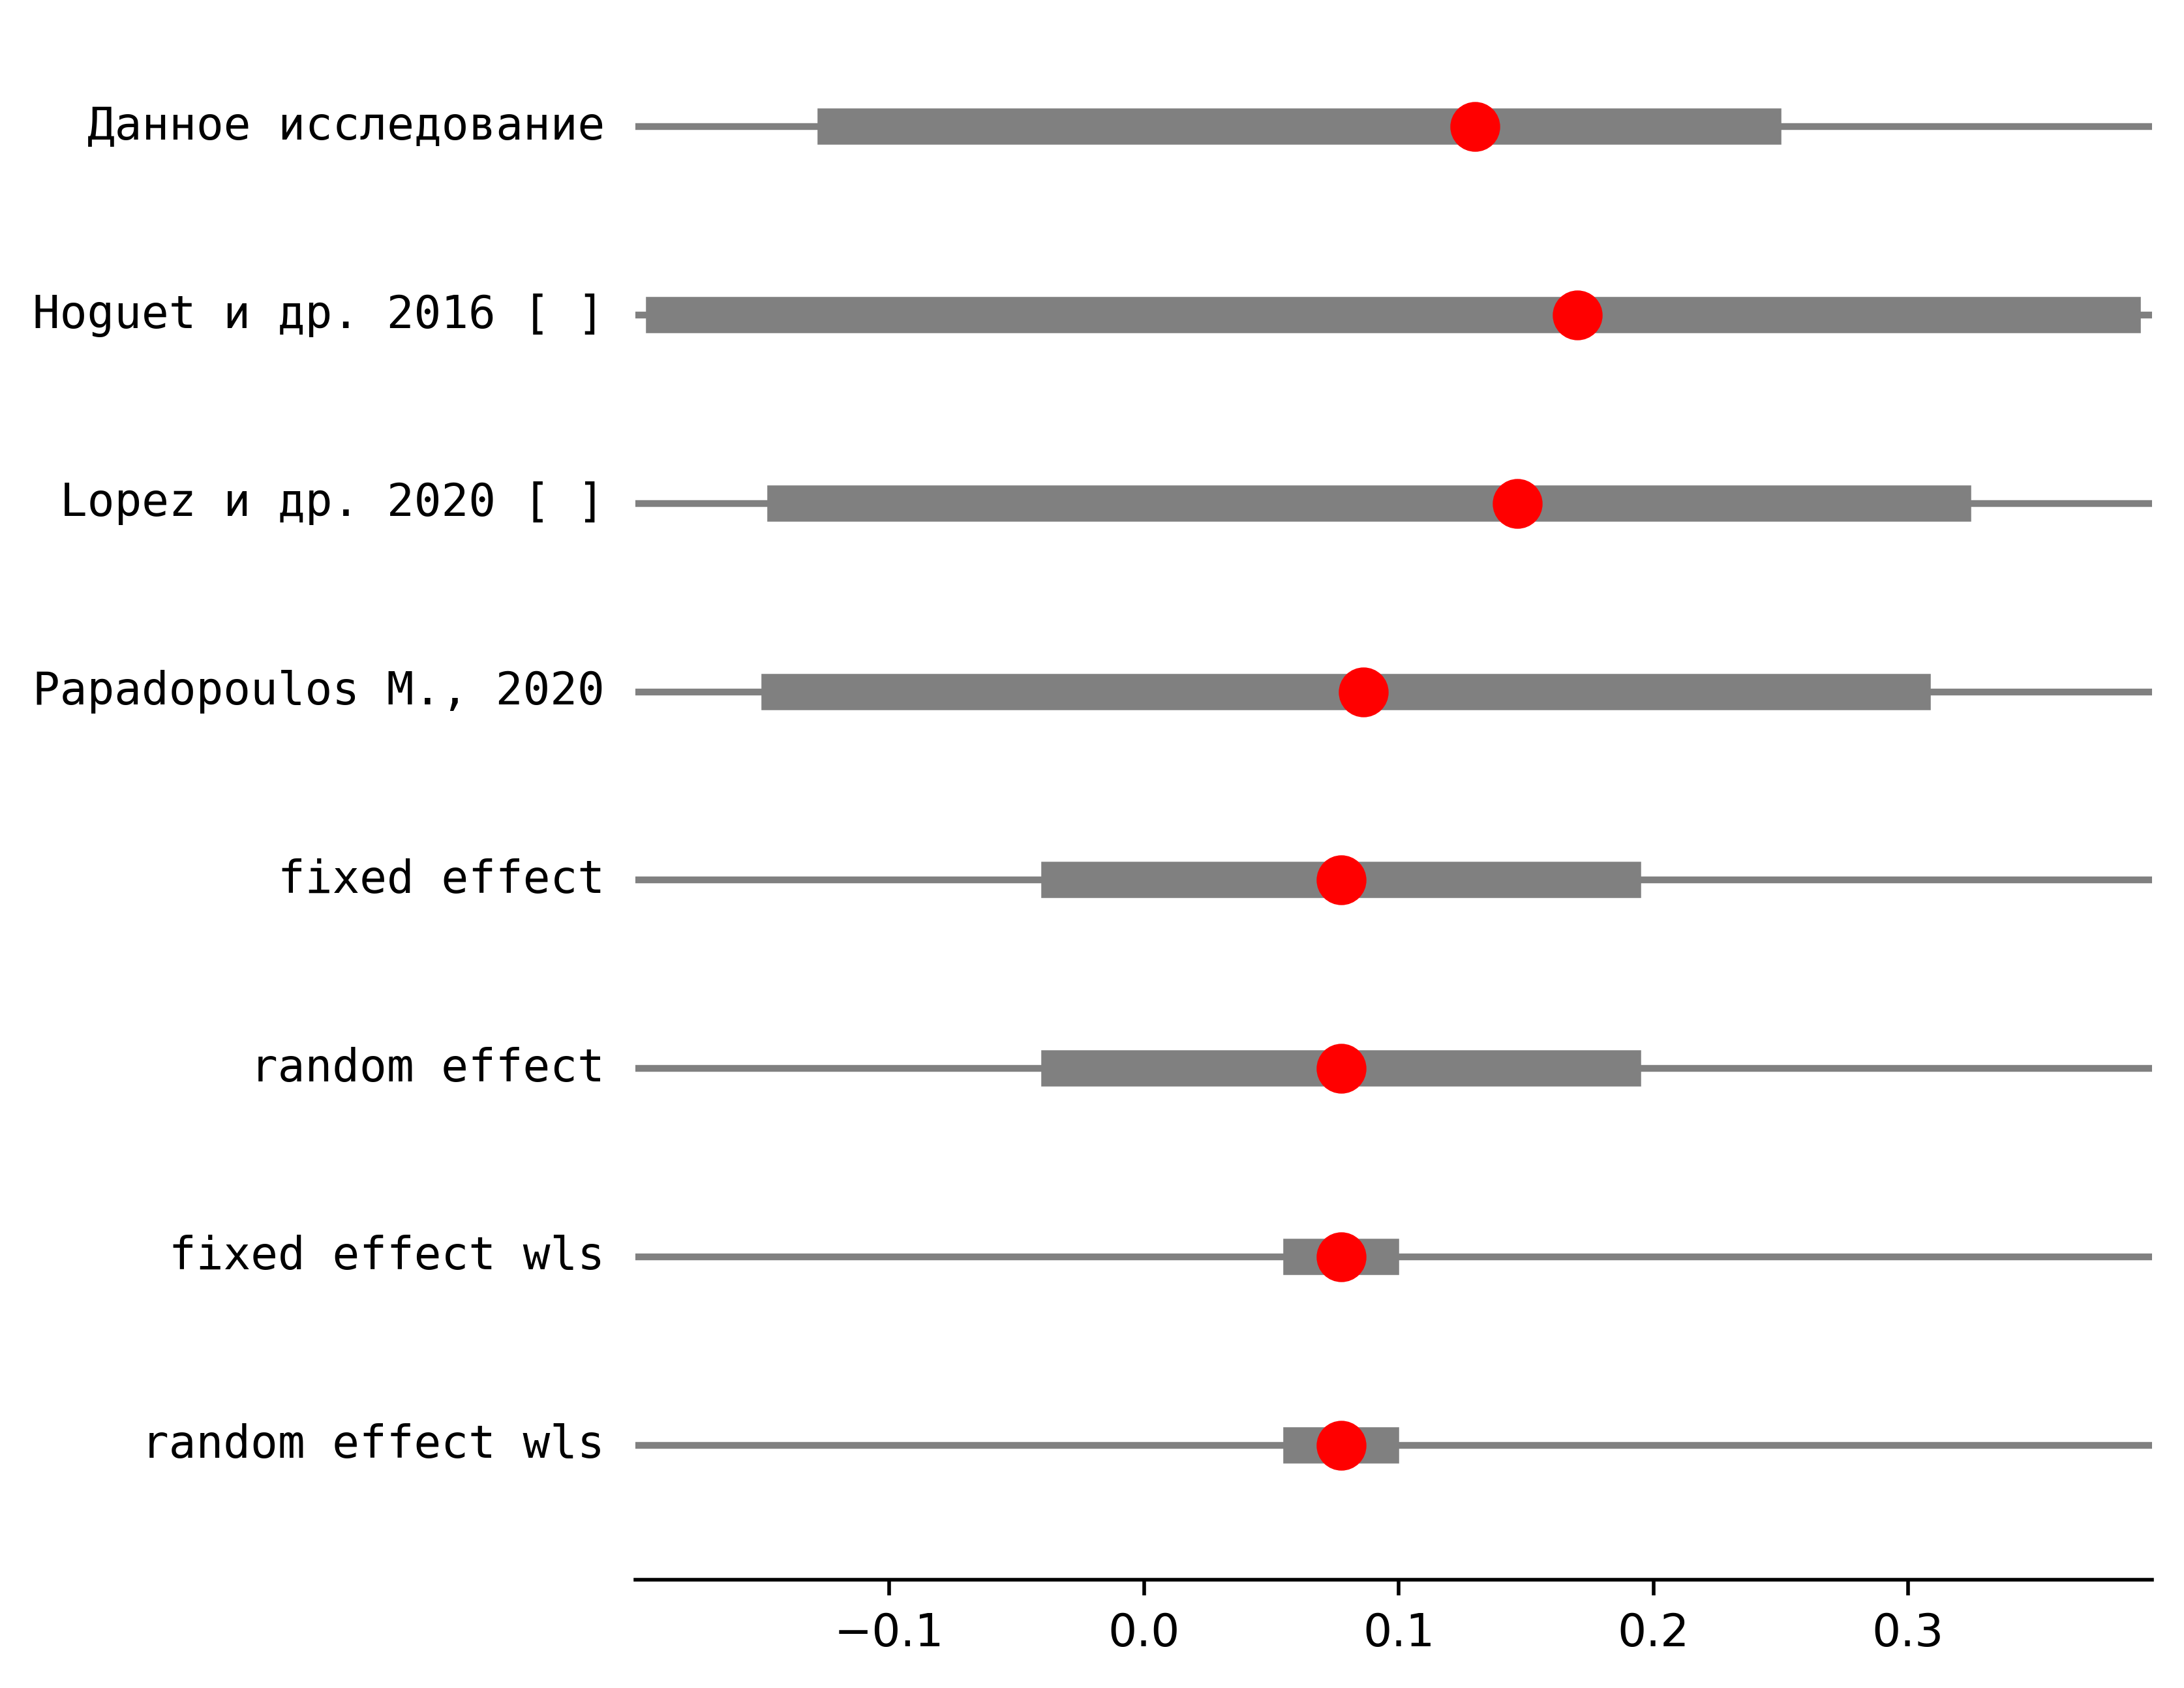 Данное исследование
Hoguet и др. 2016 [ ]
Lopez и др. 2020 [ ]
Papadopoulos M., 2020
fixed effect
random effect
fixed effect wls
random effect wls
−0.1 0.0 0.1 0.2 0.3